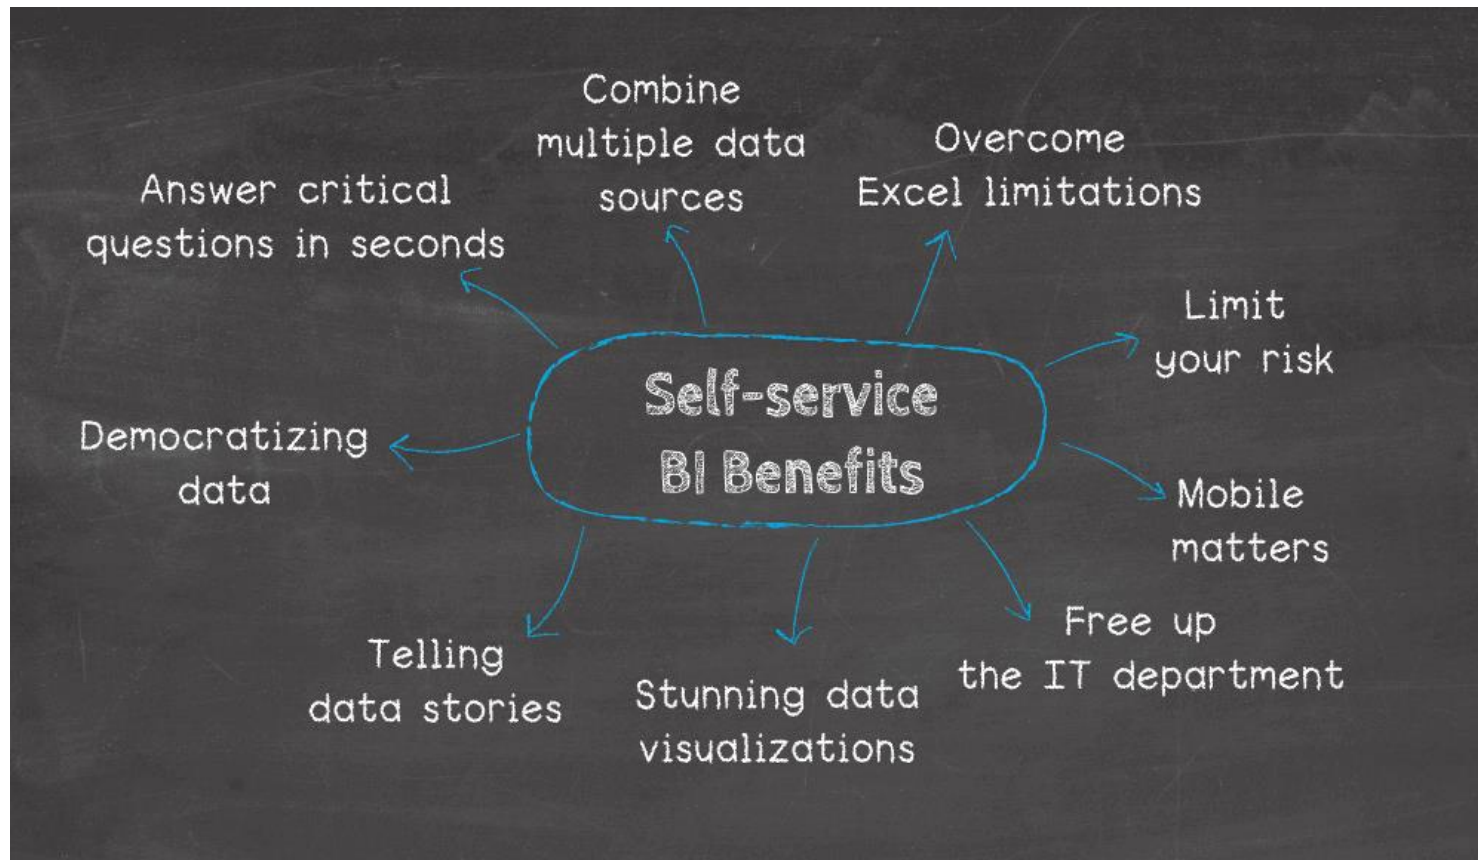 Combine
multiple data
sources
Overcome
Excel limitations
Answer critical
questions in seconds
Limit
your risk
Self-service
BI Benefits
Democratizing
data
Mobile
matters
Free up
the IT department
Telling
data stories
Stunning data
visualizations